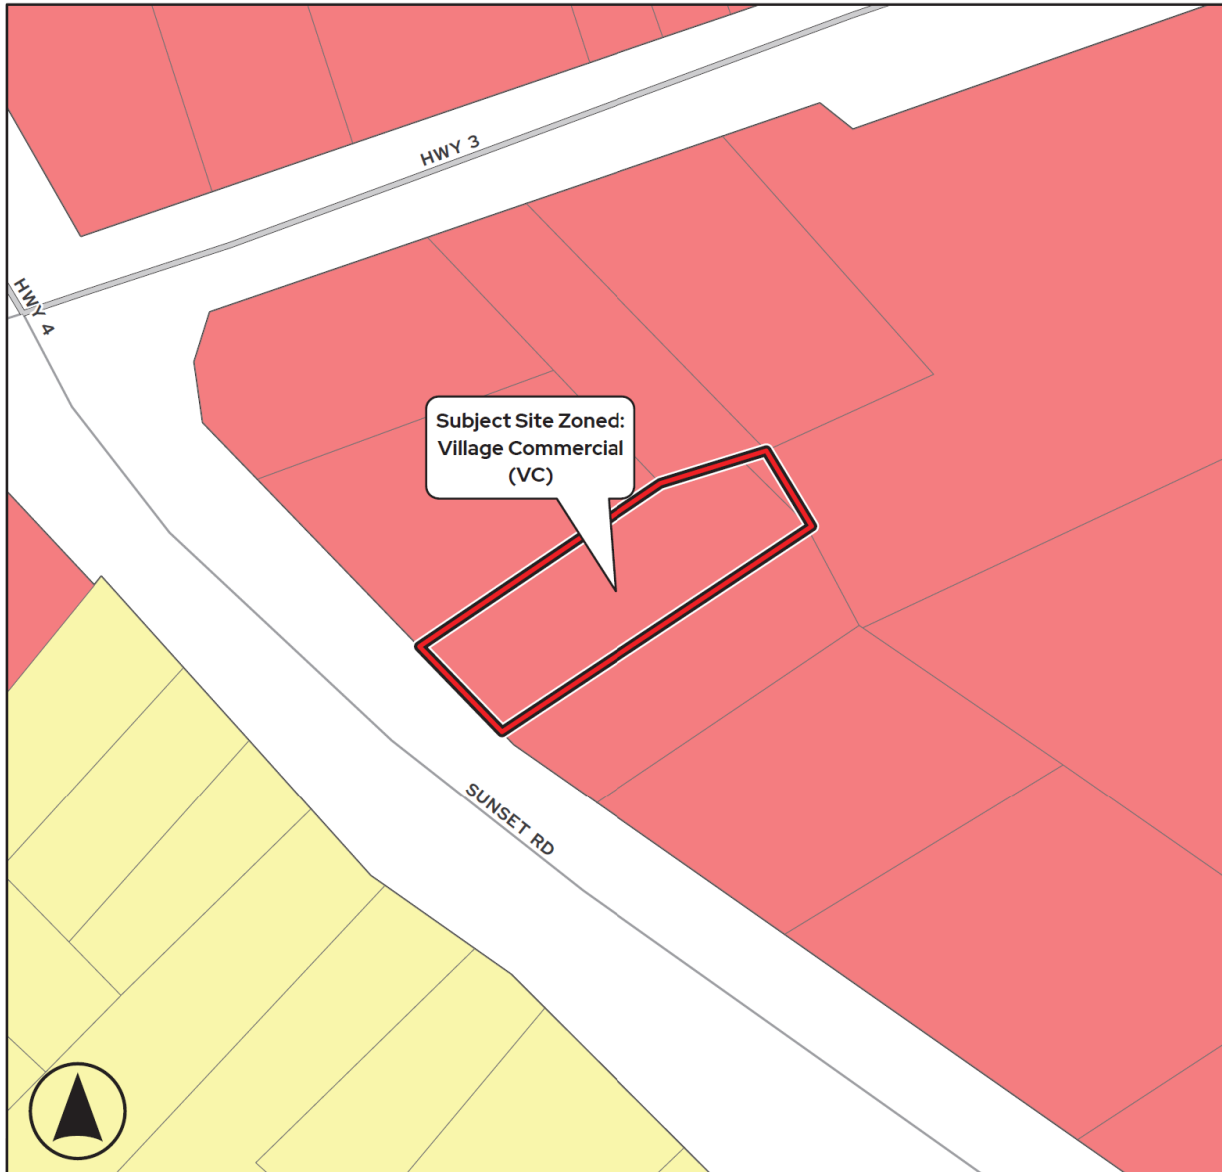 HWY 3
HWY 4
Subject Site Zoned:
Village Commercial
(VC)
SUNSET RD